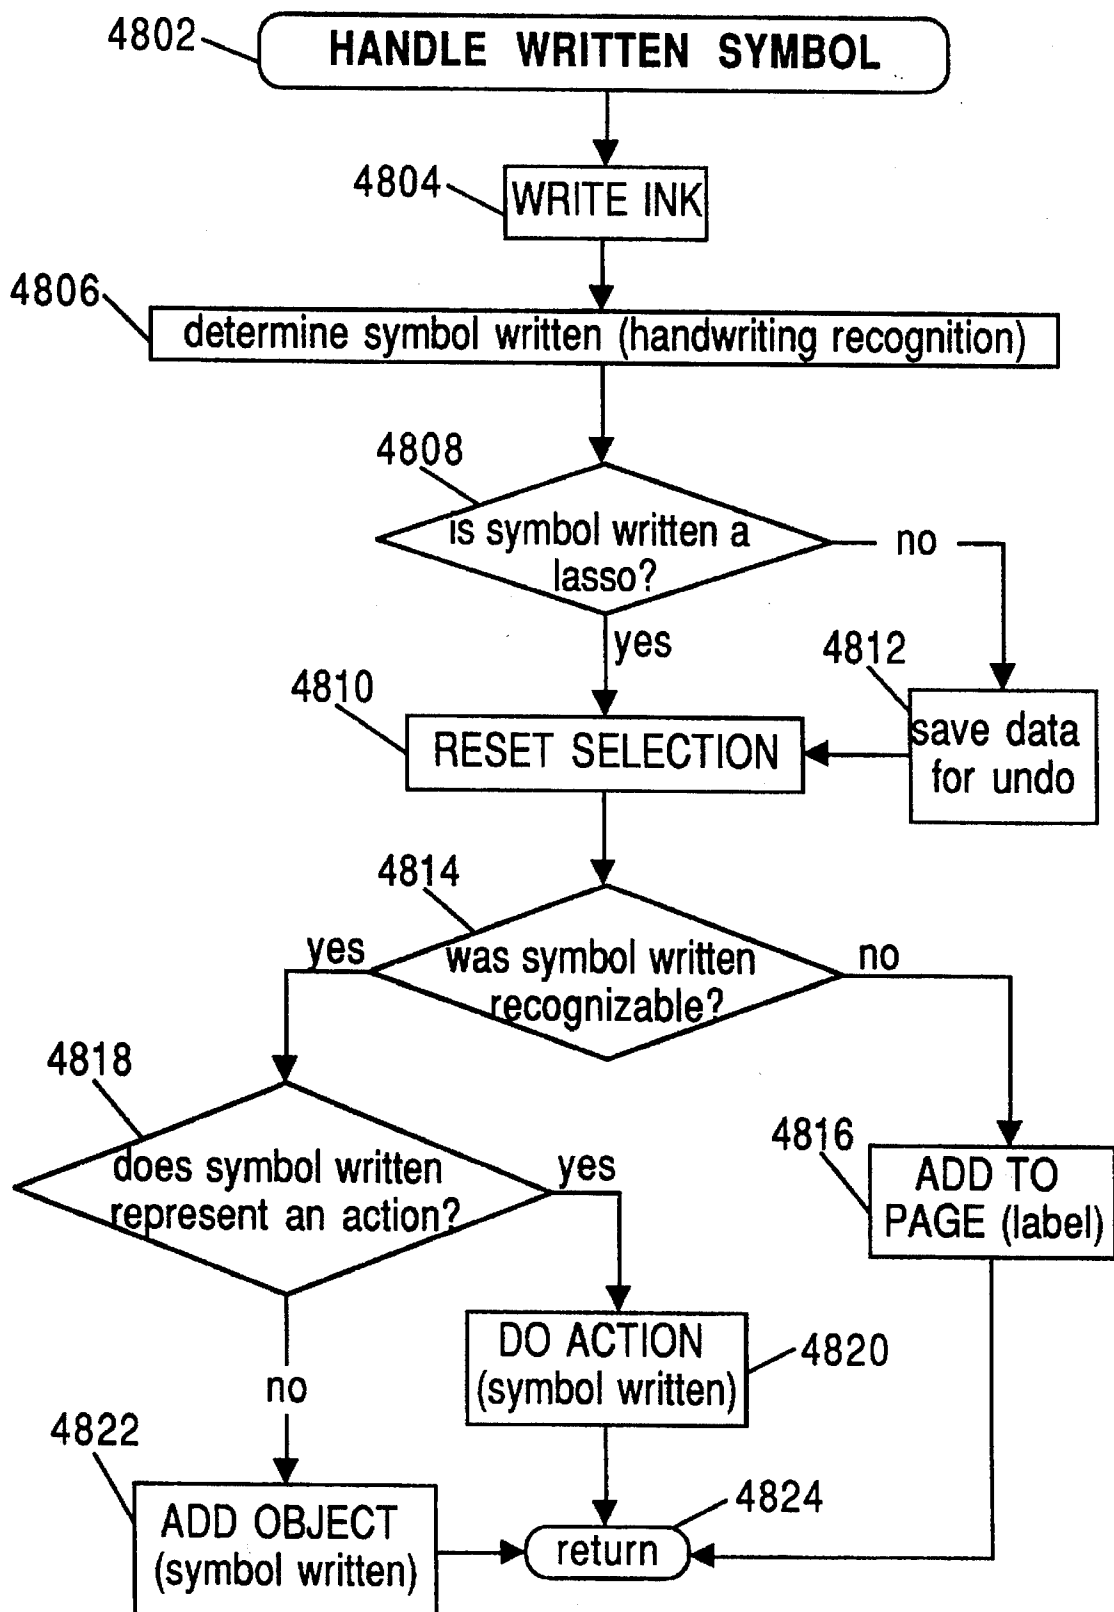 4802
HANDLE WRITTEN SYMBOL
4804
WRITE INK
4806
determine symbol written (handwriting recognition)
4808
is symbol written a
lasso?
no
yes
4812
save data
for undo
4810
RESET SELECTION
4814
was symbol written
recognizable?
yes
no
4818
does symbol written
represent an action?
yes
no
4816
ADD TO
PAGE (label)
DO ACTION
(symbol written)
4820
4822
ADD OBJECT
(symbol written)
4824
return